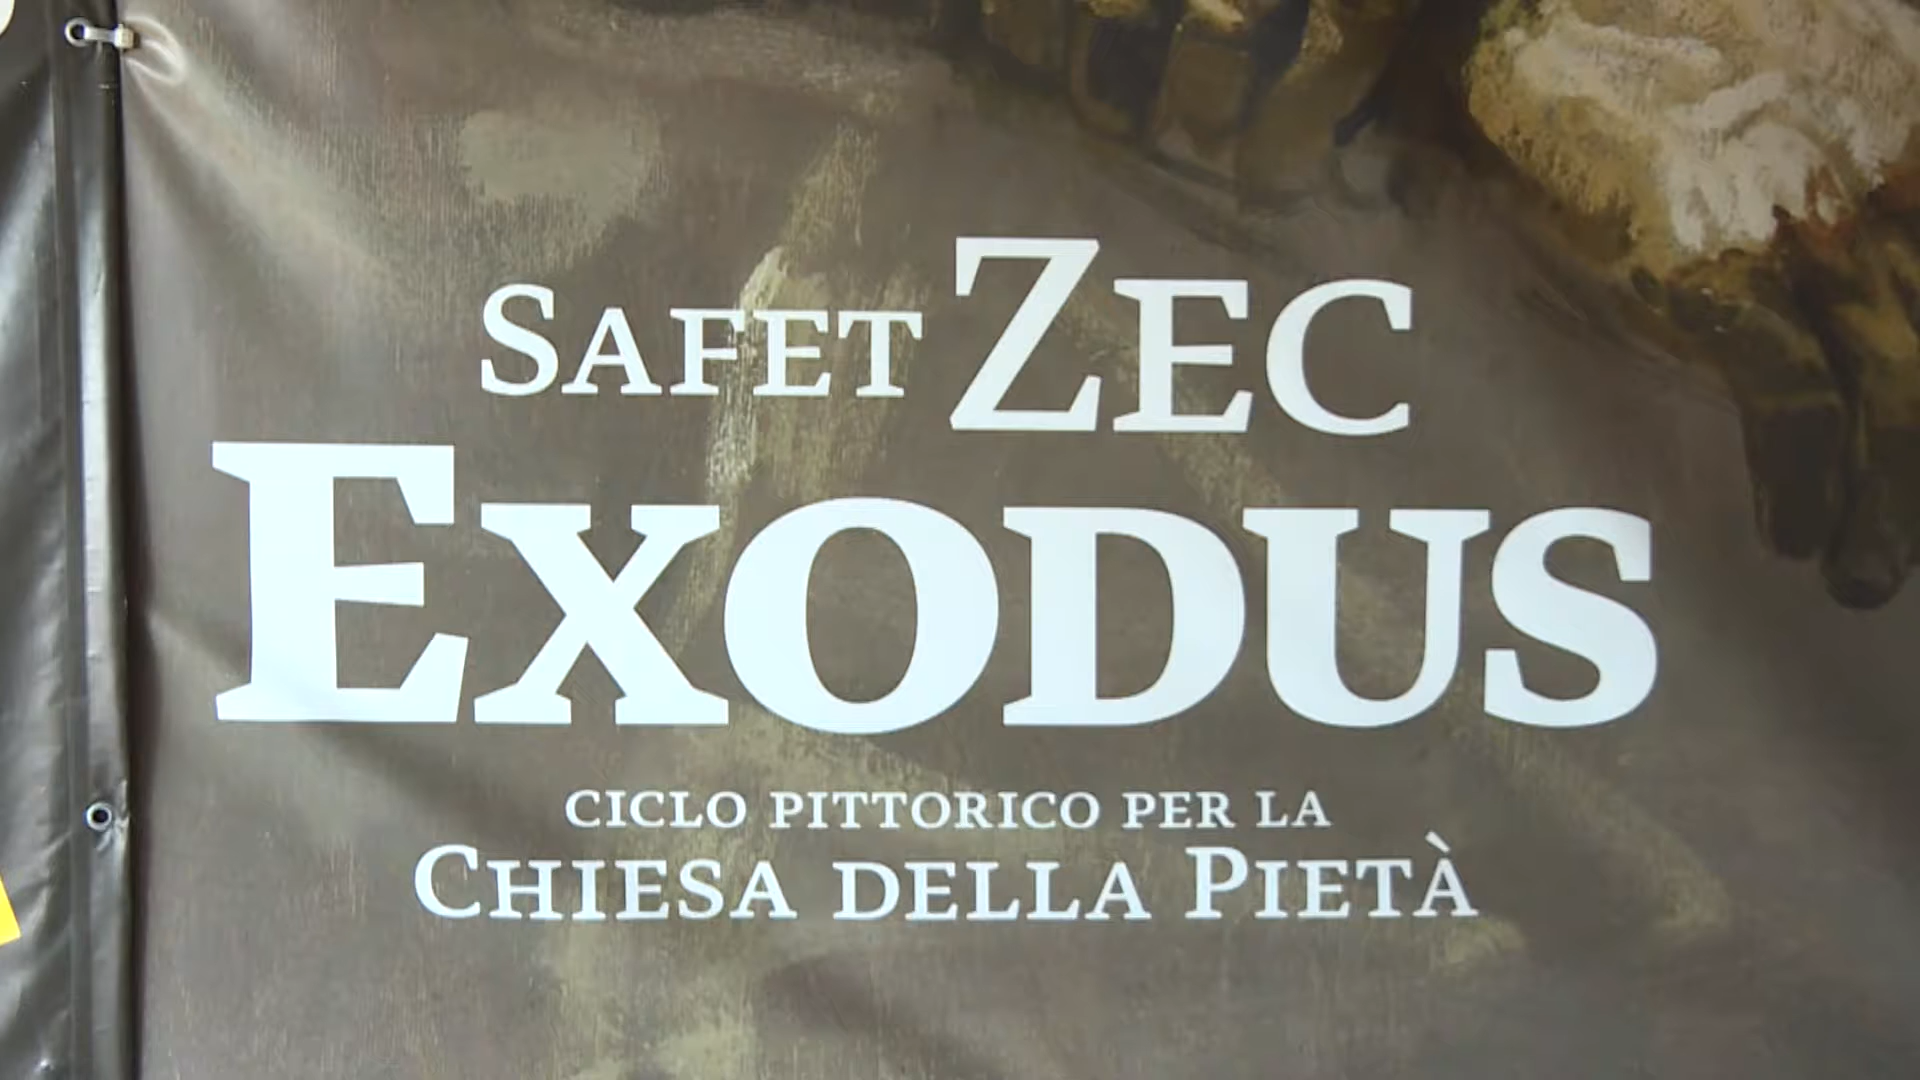 SAFET ZEC
EXODUS
CICLO PITTORICO PER LA
CHIESA DELLA PIETÀ